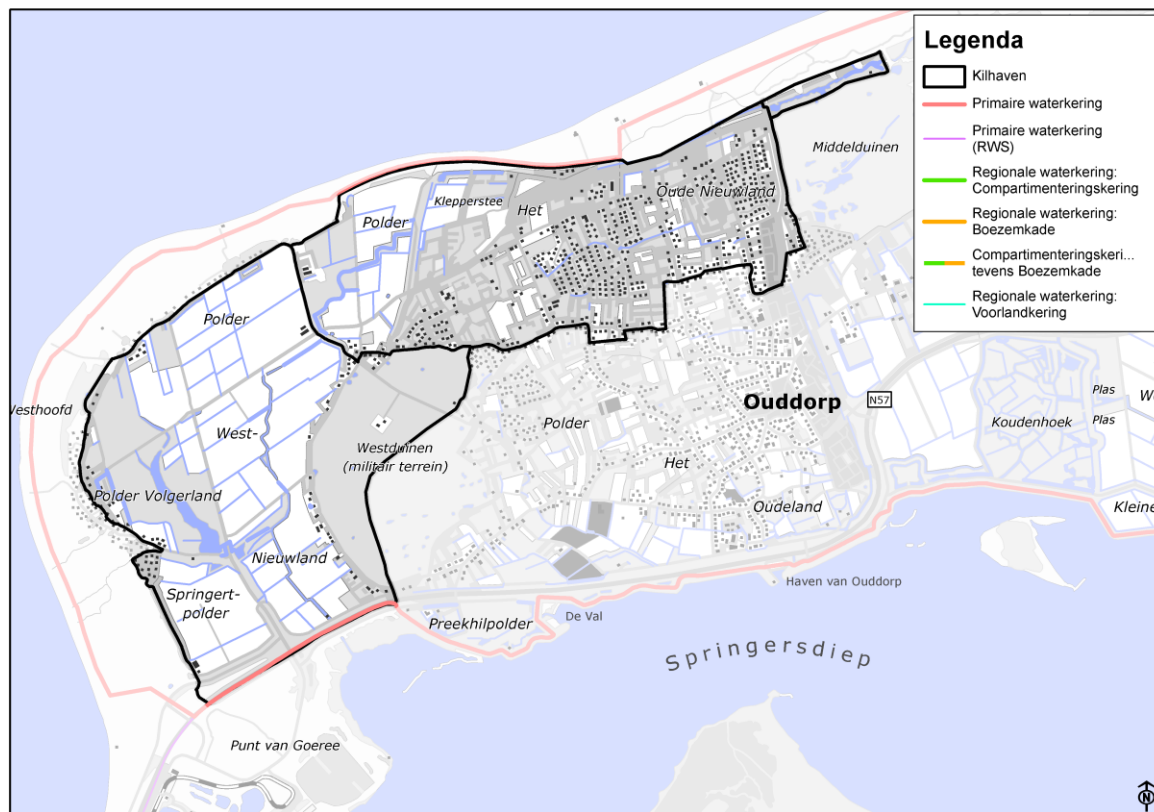 Legenda
Kilhaven
Primaire waterkering
Primaire waterkering
(RWS)
Regionale waterkering:
Compartimenteringskering
Regionale waterkering:
Boezemkade
Compartimenteringskeri...
tevens Boezemkade
Regionale waterkering:
Voorlandkering
Middelduinen
Oude Nieuwland
Klepperstee
Het
Polder
Polder
Westhoofd
West-
Ouddorp
N57
Plas
Koudenhoek
Plas
Polder
Westduinen
(militair terrein)
Het
Polder Volgerland
Oudeland
Kleine
Nieuwland
Springert-
polder
Haven van Ouddorp
De Val
Preekhilpolder
Springersdiep
Punt van Goeree
N